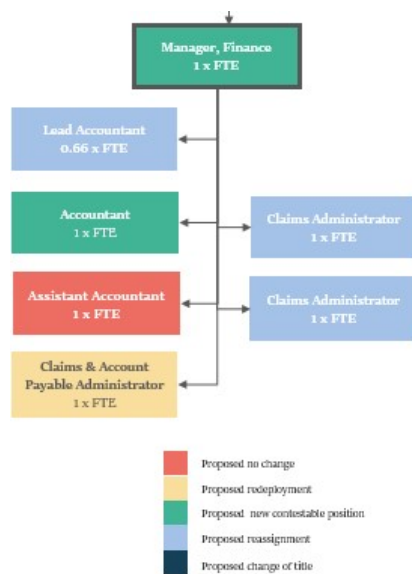 Manager, Finance
1 x FTE
Lead Accountant
0.66 x FTE
Accountant
1 x FTE
Claims Administrator
1 x FTE
Assistant Accountant
1 x FTE
Claims Administrator
1 x FTE
Claims & Account
Payable Administrator
1 x FTE
Proposed no change
Proposed redeployment
Proposed new contestable position
Proposed reassignment
Proposed change of title